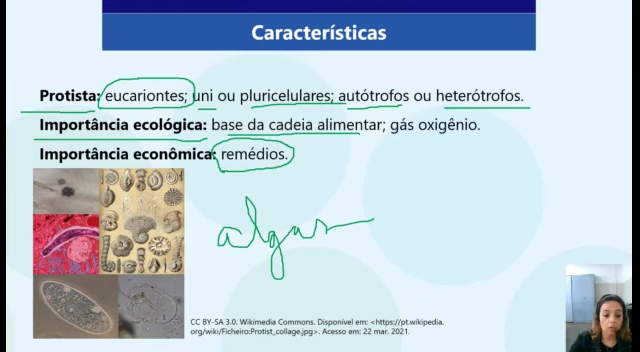 Características
Protista: eucariontes; uni ou pluricelulares; autótrofos ou heterótrofos.
Importância ecológica: base da cadeia alimentar; gás oxigênio.
Importância econômica: remédios.
algas
CC BY-SA 3.0. Wikimedia Commons. Disponível em: <https://pt.wikipedia.
org/wiki/Ficheiro:Protist_collage.jpg>. Acesso em: 22 mar. 2021.